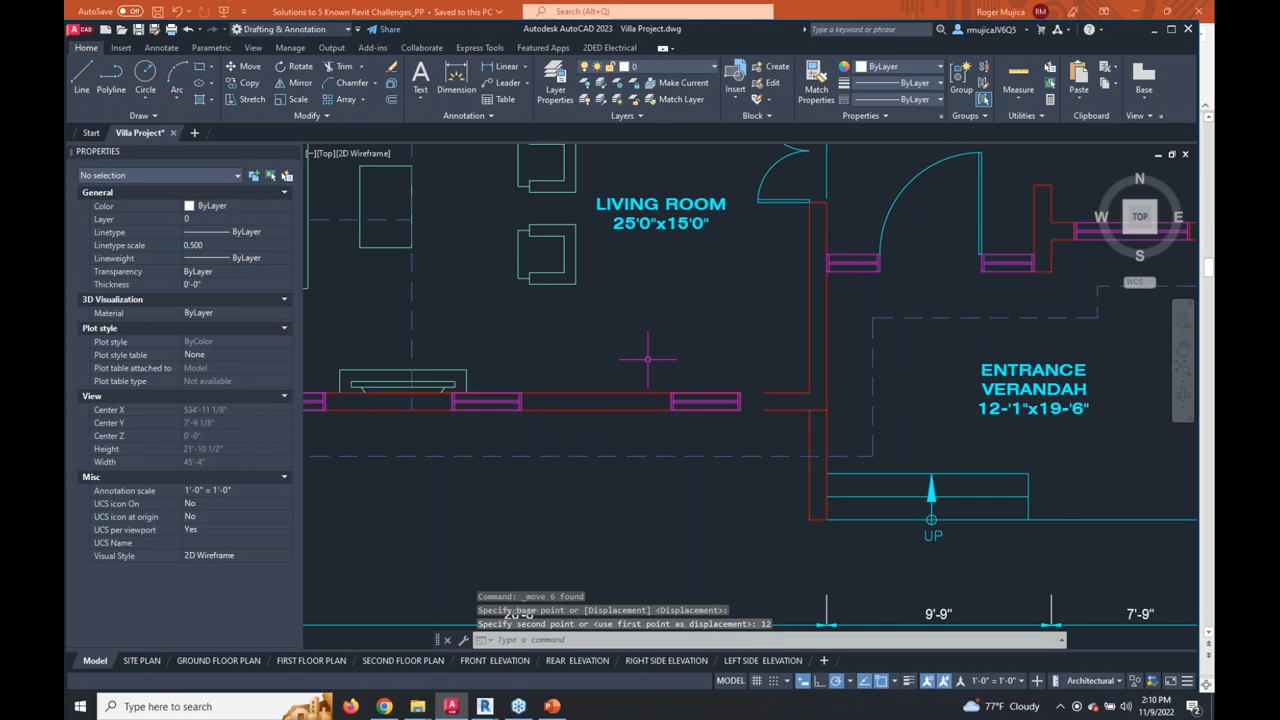 AutoSave Off Solutions to 5 Known Revit Challenges_PP • Saved to this PC Search (Alt+Q) Roger Mujica RM
CAD Drafting & Annotation Share Autodesk AutoCAD 2023 Villa Project.dwg Type a keyword or phrase rmujicaJV6Q5
Home Insert Annotate Parametric View Manage Output Add-ins Collaborate Express Tools Featured Apps 2DED Electrical
Line Polyline Circle Arc
Move Rotate Trim
Copy Mirror Chamfer
Stretch Scale Array
Text Dimension
Linear
Leader
Table
Layer
Properties
0
Make Current
Match Layer
Insert
Create
Edit
Match
Properties
ByLayer
ByLayer
ByLayer
Group
Measure
Paste
Base
Draw Modify Annotation Layers Block Properties Groups Utilities Clipboard View
Start Villa Project*
PROPERTIES
[−][Top][2D Wireframe]
No selection
General
Color ByLayer
Layer 0
Linetype ByLayer
Linetype scale 0.500
Lineweight ByLayer
Transparency ByLayer
Thickness 0'-0"
3D Visualization
Material ByLayer
Plot style
Plot style ByColor
Plot style table None
Plot table attached to Model
Plot table type Not available
View
Center X 534'-11 1/8"
Center Y 7'-9 1/8"
Center Z 0'-0"
Height 21'-10 1/2"
Width 45'-4"
Misc
Annotation scale 1'-0" = 1'-0"
UCS icon On No
UCS icon at origin No
UCS per viewport Yes
UCS Name
Visual Style 2D Wireframe
LIVING ROOM
25'0"x15'0"
N
W TOP E
S
WCS
ENTRANCE
VERANDAH
12-'1"x19-'6"
UP
9'-9" 7'-9"
Command: _move 6 found
Specify base point or [Displacement] <Displacement>:
Specify second point or <use first point as displacement>: 12
Type a command
Model SITE PLAN GROUND FLOOR PLAN FIRST FLOOR PLAN SECOND FLOOR PLAN FRONT ELEVATION REAR ELEVATION RIGHT SIDE ELEVATION LEFT SIDE ELEVATION
MODEL 1'-0" = 1'-0" Architectural
Type here to search 77°F Cloudy 2:10 PM
11/9/2022
2